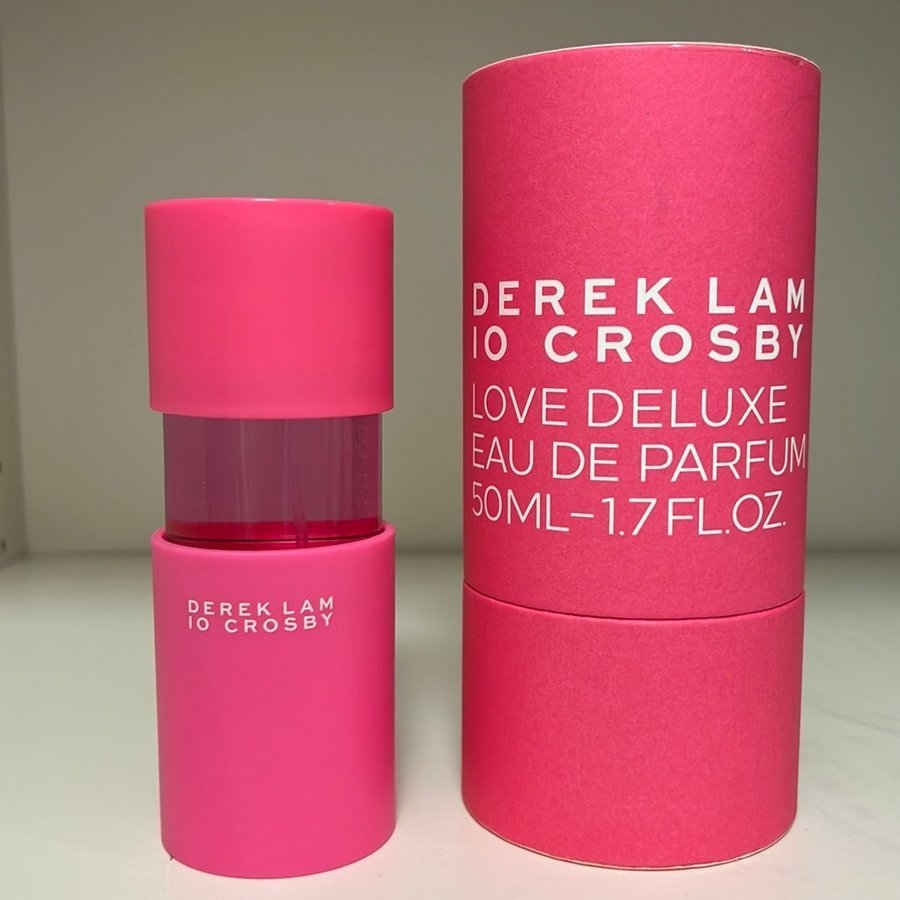 DEREK LAM
10 CROSBY
DEREK LAM
10 CROSBY
LOVE DELUXE
EAU DE PARFUM
50ML–1.7 FL.OZ.